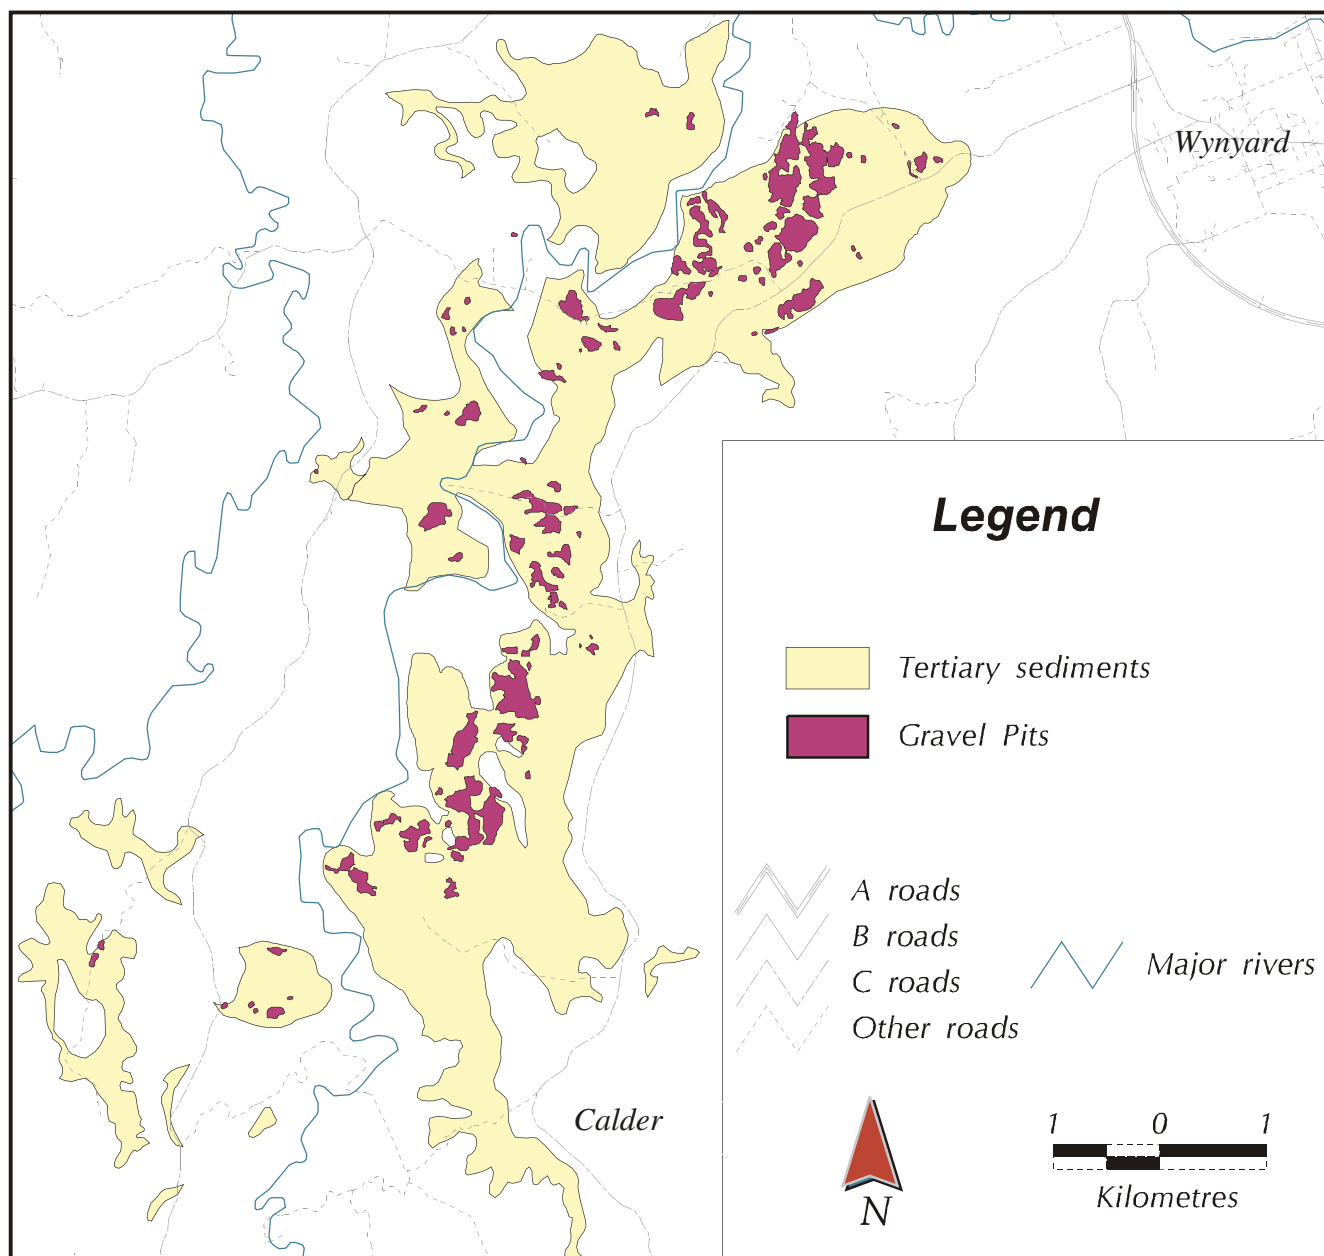 Wynyard
Legend
Tertiary sediments
Gravel Pits
A roads
B roads
C roads
Other roads
Major rivers
Calder
1 0 1
Kilometres
N